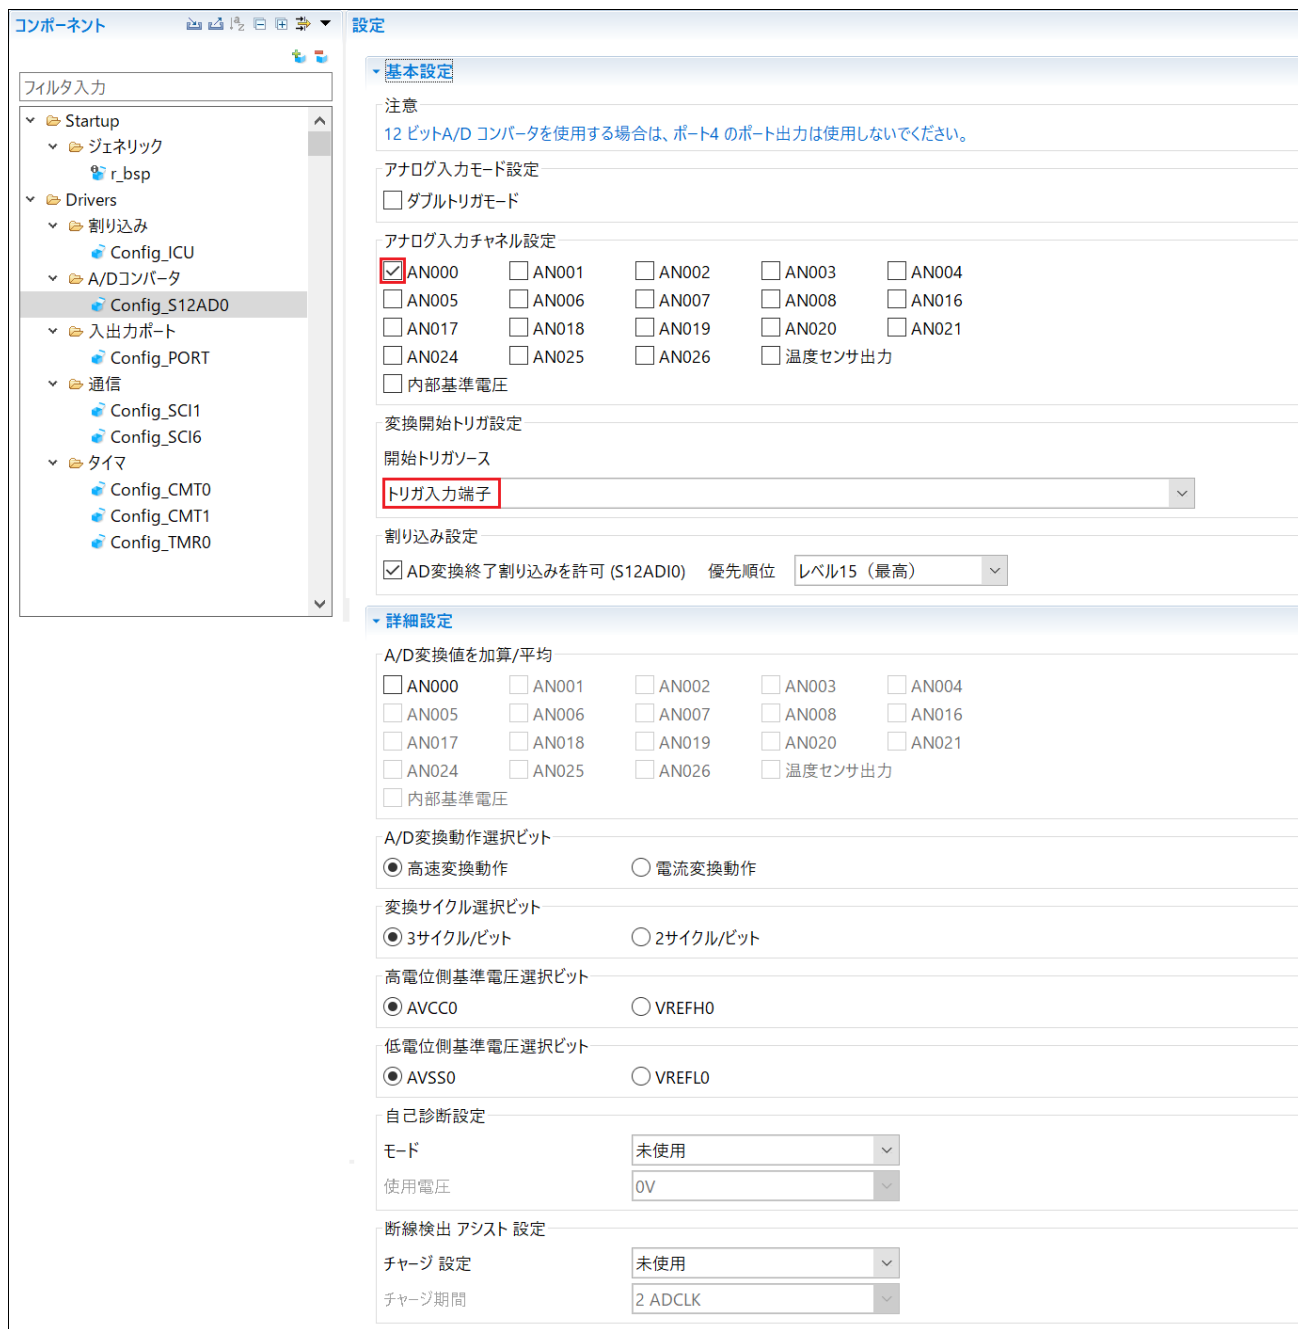 コンポーネント
フィルタ入力
Startup
ジェネリック
r_bsp
Drivers
割り込み
Config_ICU
A/Dコンバータ
Config_S12AD0
入出力ポート
Config_PORT
通信
Config_SCI1
Config_SCI6
タイマ
Config_CMT0
Config_CMT1
Config_TMR0
設定
基本設定
注意
12 ビットA/D コンバータを使用する場合は、ポート4 のポート出力は使用しないでください。
アナログ入力モード設定
ダブルトリガモード
アナログ入力チャネル設定
AN000 AN001 AN002 AN003 AN004
AN005 AN006 AN007 AN008 AN016
AN017 AN018 AN019 AN020 AN021
AN024 AN025 AN026 温度センサ出力
内部基準電圧
変換開始トリガ設定
開始トリガソース
トリガ入力端子
割り込み設定
AD変換終了割り込みを許可 (S12ADI0) 優先順位 レベル15（最高）
詳細設定
A/D変換値を加算/平均
AN000 AN001 AN002 AN003 AN004
AN005 AN006 AN007 AN008 AN016
AN017 AN018 AN019 AN020 AN021
AN024 AN025 AN026 温度センサ出力
内部基準電圧
A/D変換動作選択ビット
高速変換動作 電流変換動作
変換サイクル選択ビット
3サイクル/ビット 2サイクル/ビット
高電位側基準電圧選択ビット
AVCC0 VREFH0
低電位側基準電圧選択ビット
AVSS0 VREFL0
自己診断設定
モード 未使用
使用電圧 0V
断線検出 アシスト 設定
チャージ 設定 未使用
チャージ期間 2 ADCLK